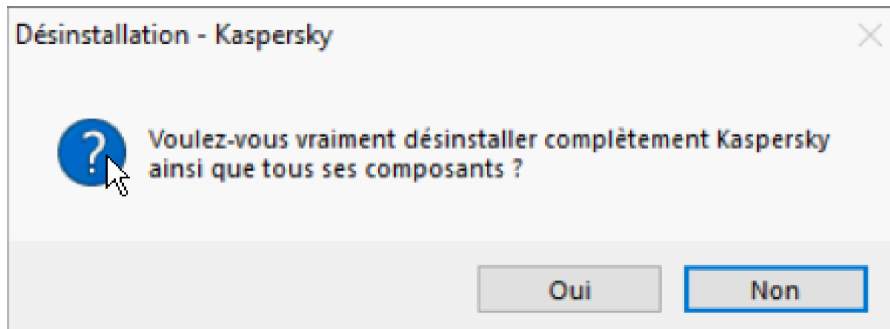 Désinstallation - Kaspersky
Voulez-vous vraiment désinstaller complètement Kaspersky
ainsi que tous ses composants ?
Oui Non